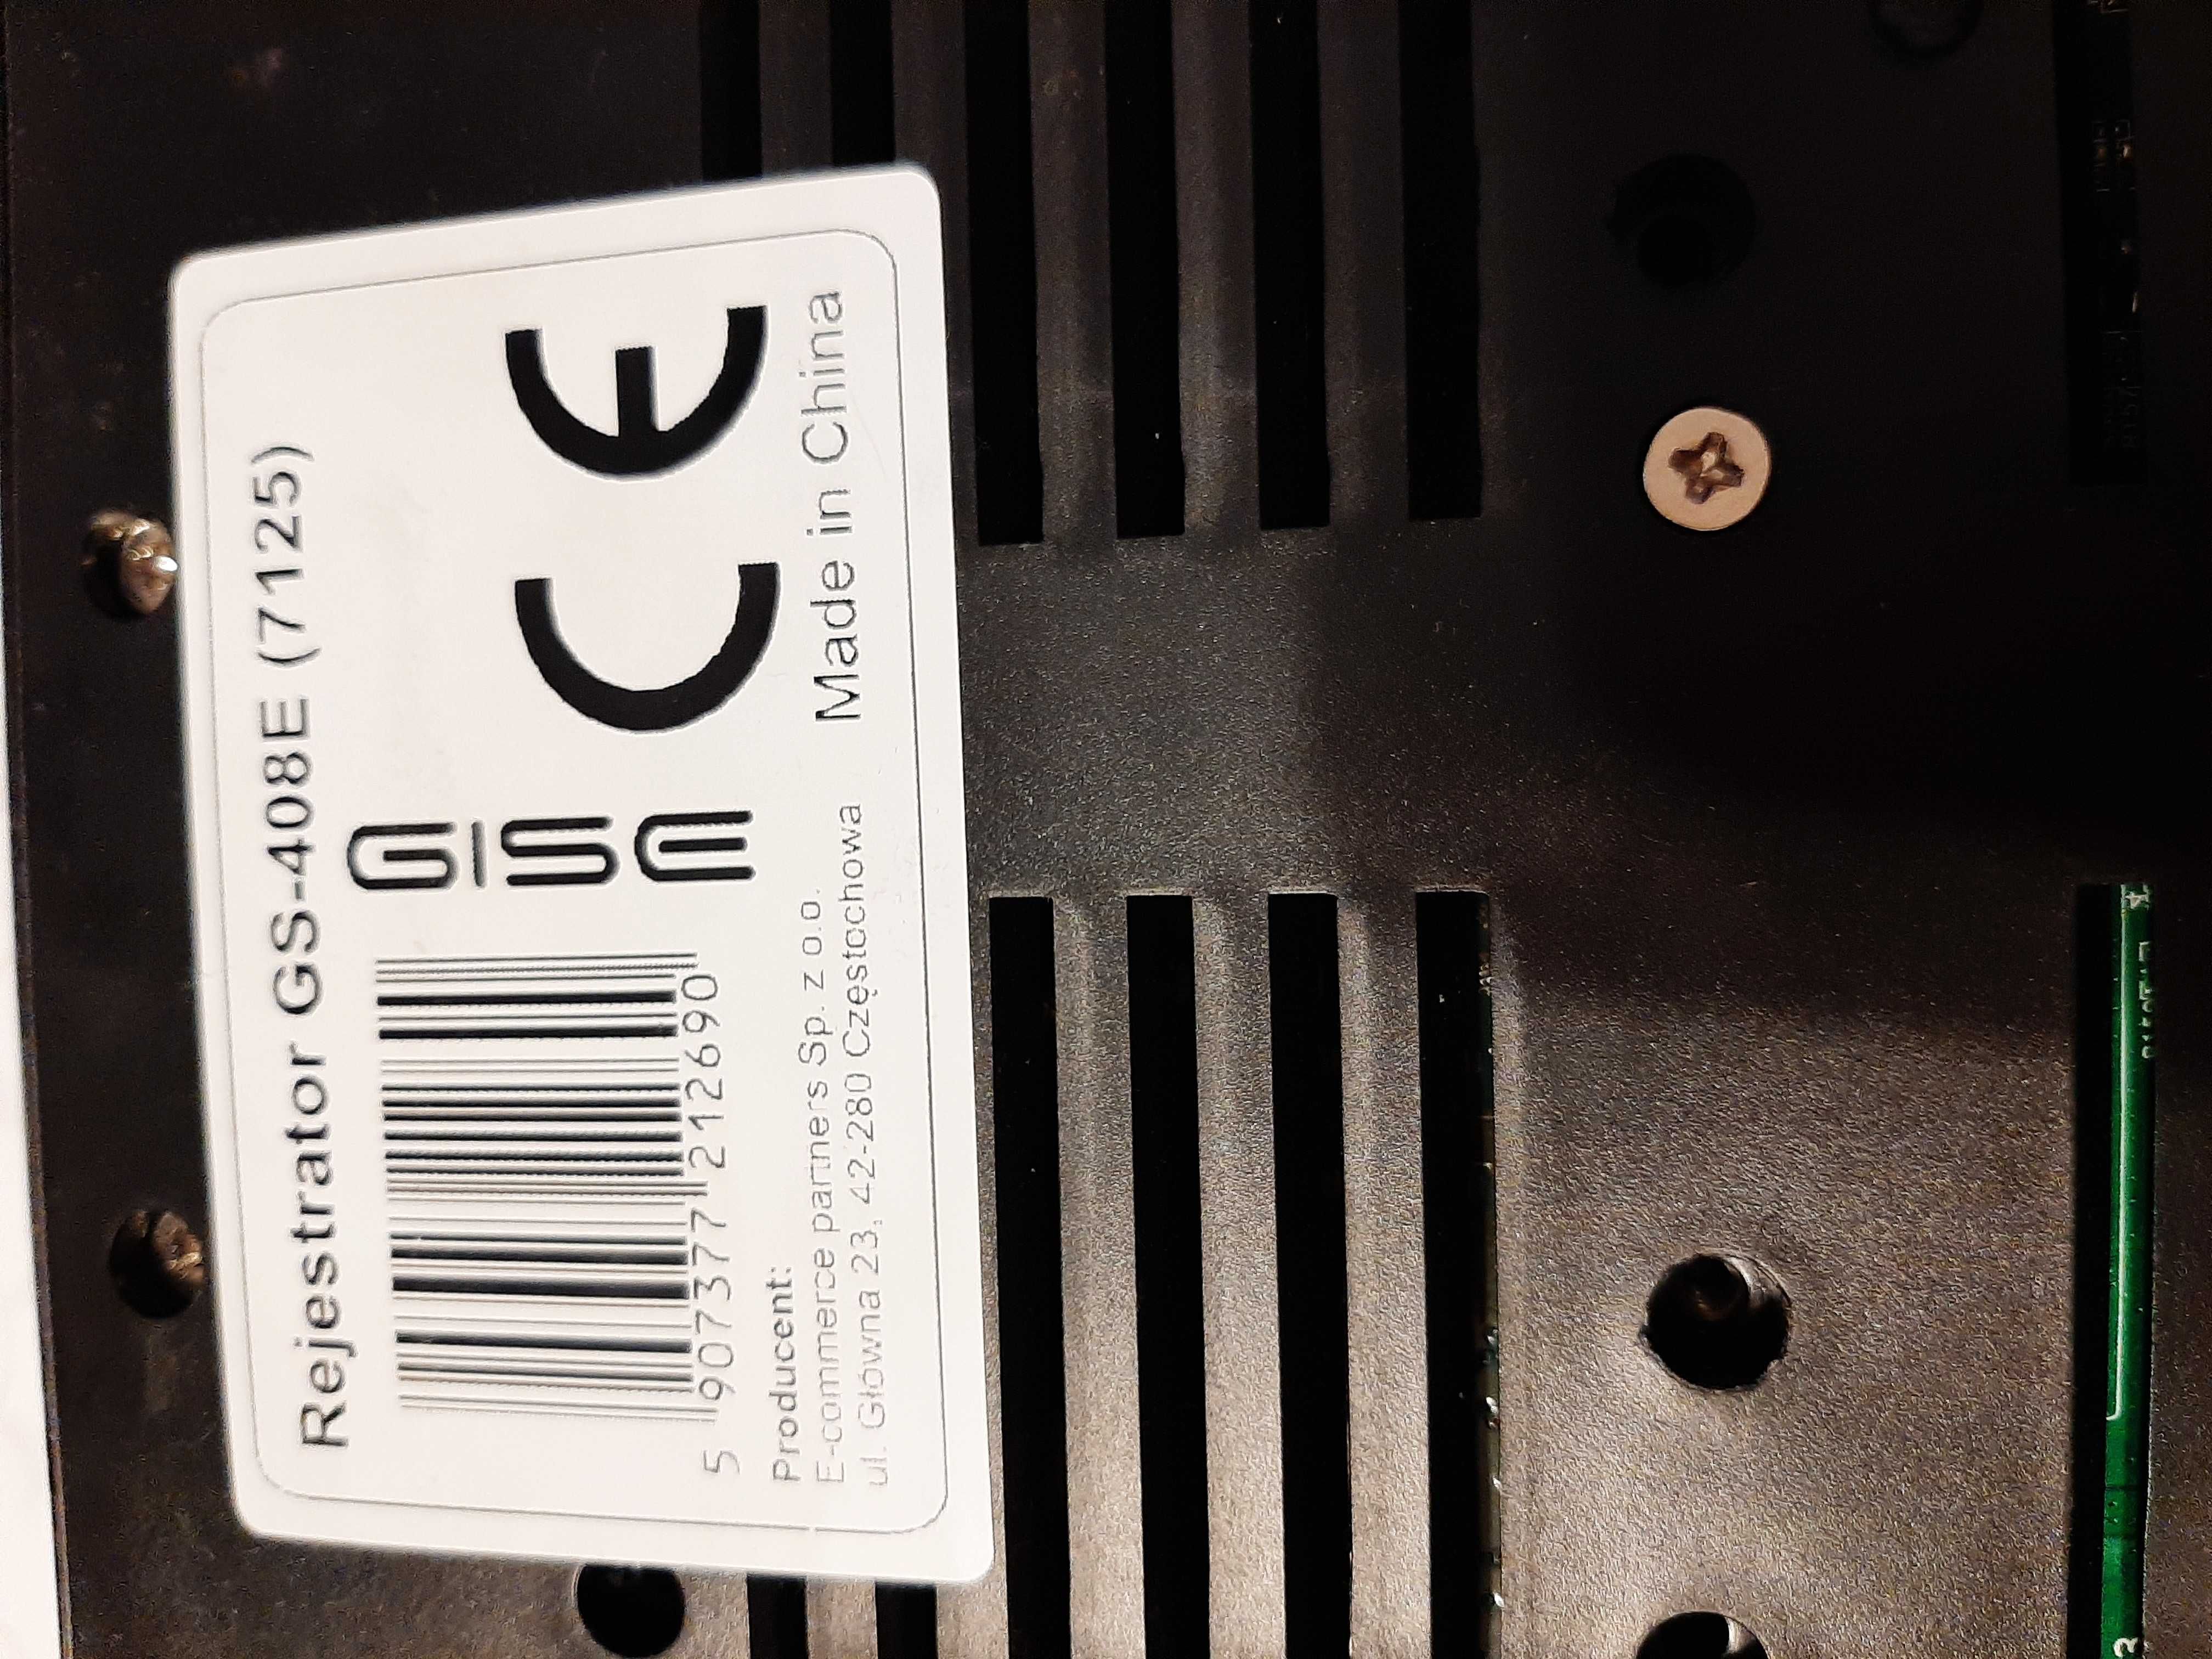 Rejestrator GS-408E (7125)
GISE
CE
5 907377 212690
Producent:
E-commerce partners Sp. z o.o.
ul. Główna 23, 42-280 Częstochowa
Made in China